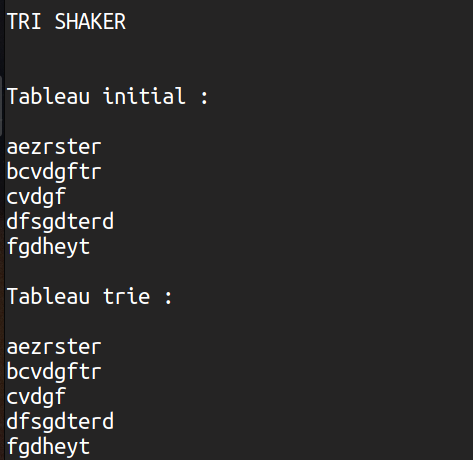 TRI SHAKER
Tableau initial :
aezrster
bcvdgftr
cvdgf
dfsgdterd
fgdheyt
Tableau trie :
aezrster
bcvdgftr
cvdgf
dfsgdterd
fgdheyt